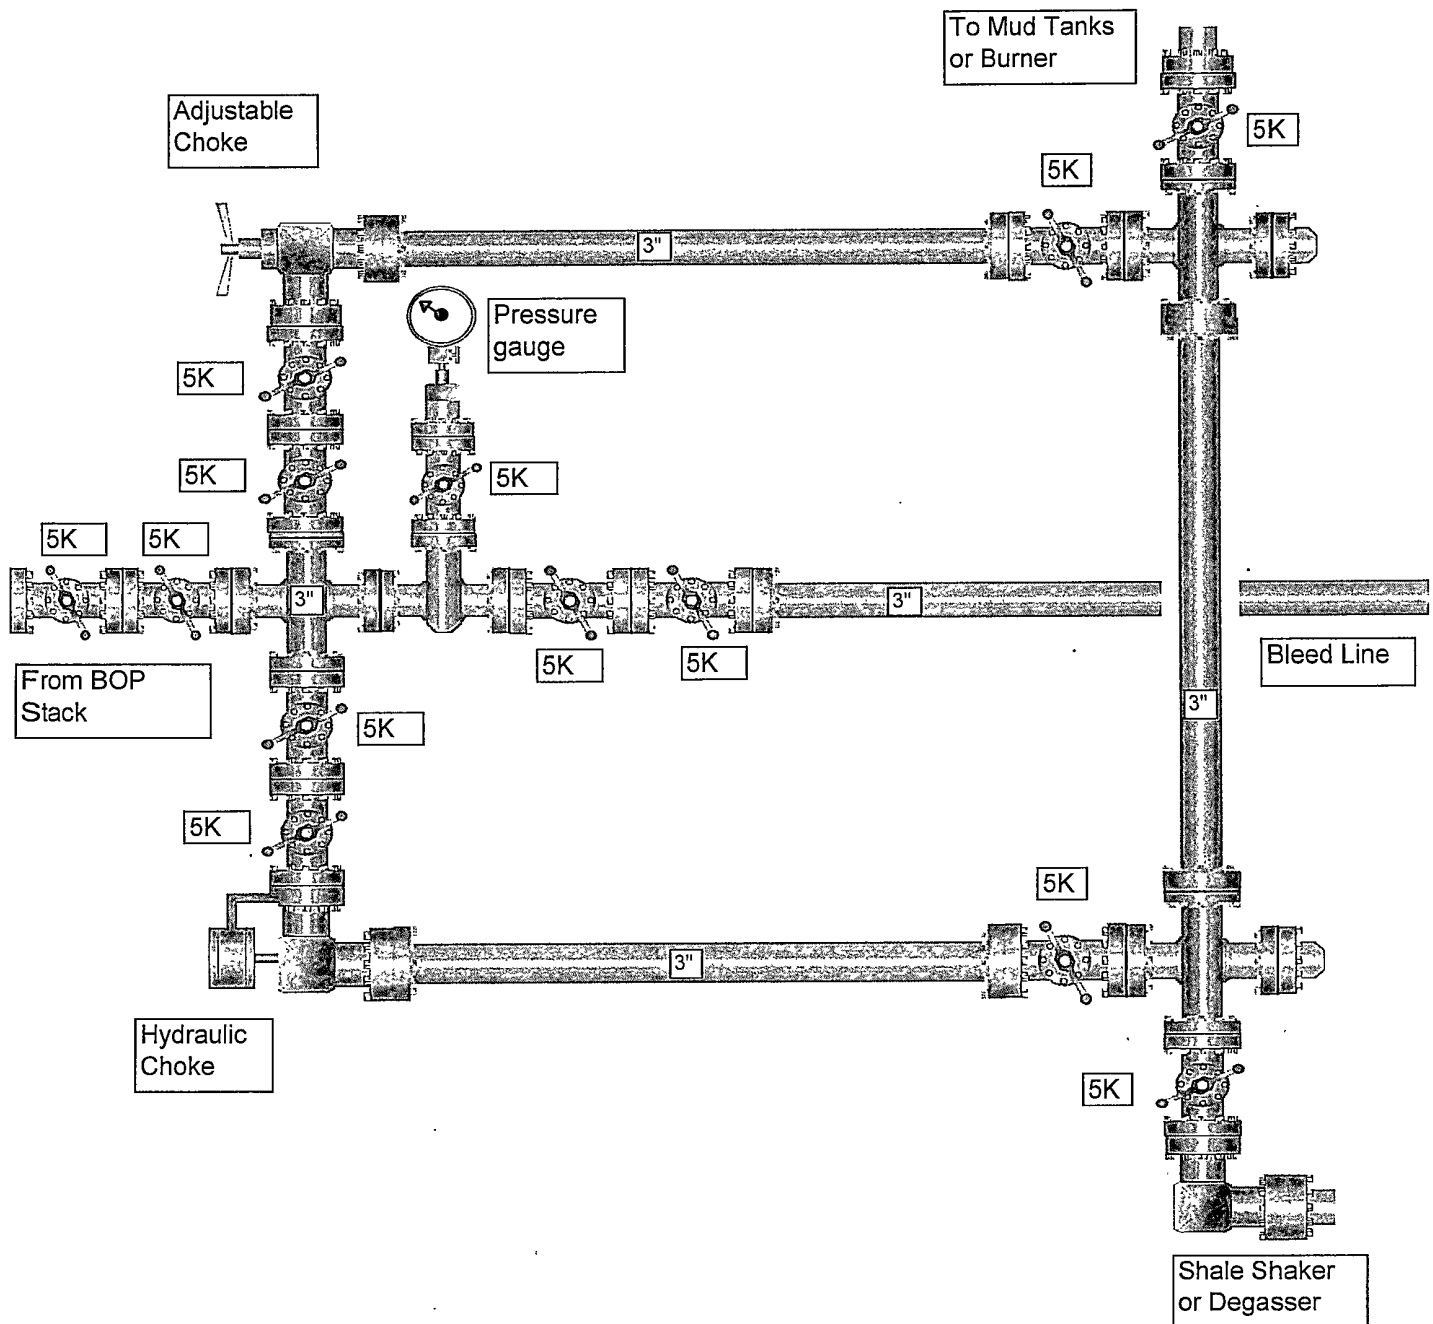 To Mud Tanks
or Burner
Adjustable
Choke
5K
5K
3"
Pressure
gauge
5K
5K
5K
5K
5K
3"
3"
5K
5K
Bleed Line
From BOP
Stack
3"
5K
5K
5K
3"
Hydraulic
Choke
5K
Shale Shaker
or Degasser